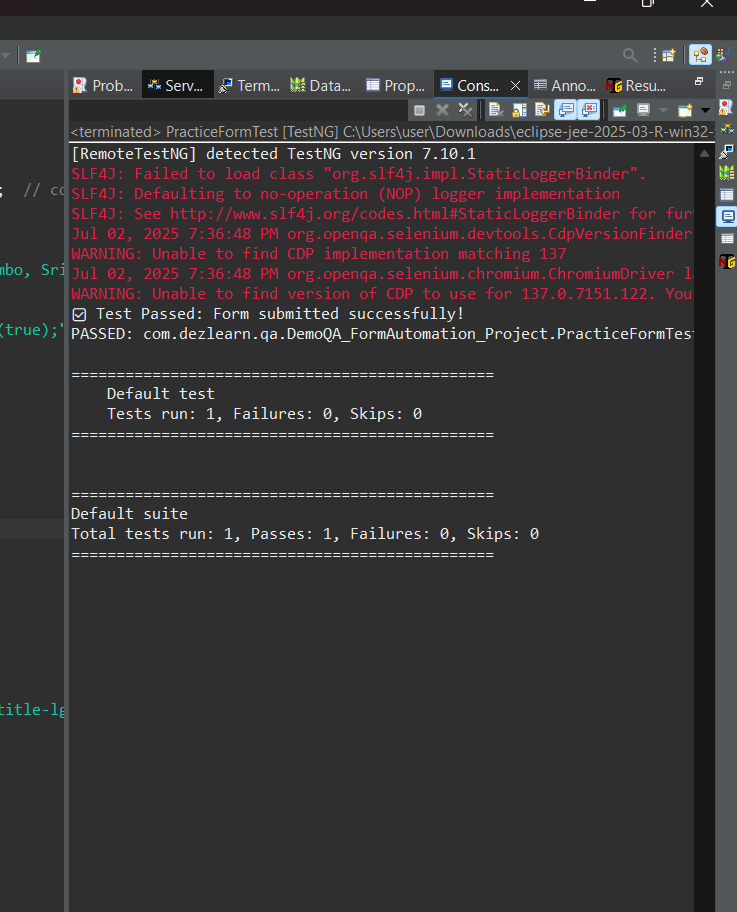 Prob...
Serv...
Term...
Data...
Prop...
Cons...
Anno...
Resu...
<terminated> PracticeFormTest [TestNG] C:\Users\user\Downloads\eclipse-jee-2025-03-R-win32-
[RemoteTestNG] detected TestNG version 7.10.1
SLF4J: Failed to load class "org.slf4j.impl.StaticLoggerBinder".
SLF4J: Defaulting to no-operation (NOP) logger implementation
SLF4J: See http://www.slf4j.org/codes.html#StaticLoggerBinder for fur
Jul 02, 2025 7:36:48 PM org.openqa.selenium.devtools.CdpVersionFinder
WARNING: Unable to find CDP implementation matching 137
Jul 02, 2025 7:36:48 PM org.openqa.selenium.chromium.ChromiumDriver l
WARNING: Unable to find version of CDP to use for 137.0.7151.122. You
☑ Test Passed: Form submitted successfully!
PASSED: com.dezlearn.qa.DemoQA_FormAutomation_Project.PracticeFormTes
===============================================
    Default test
    Tests run: 1, Failures: 0, Skips: 0
===============================================
===============================================
Default suite
Total tests run: 1, Passes: 1, Failures: 0, Skips: 0
===============================================
; // co
mbo, Sri
(true);"
title-lg